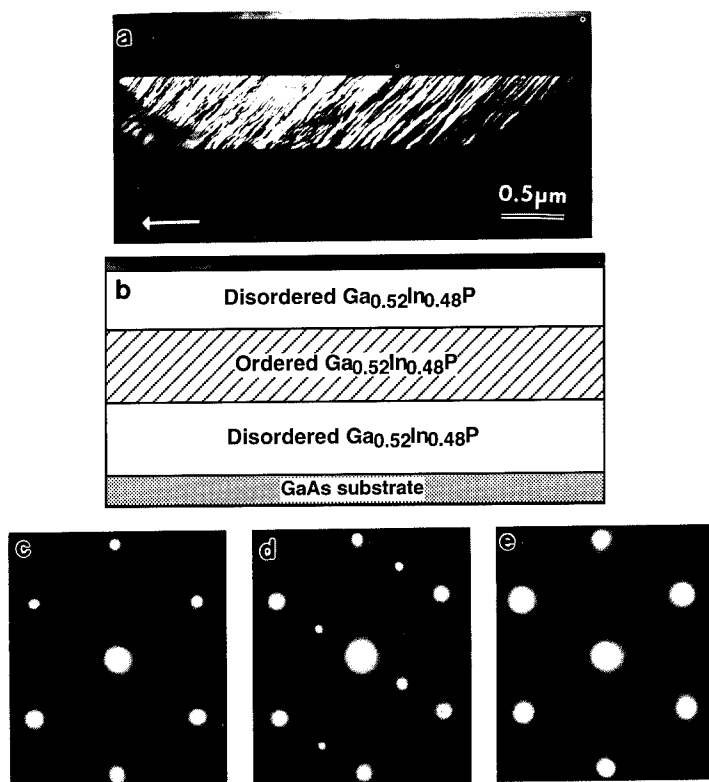 a
0.5µm
b
Disordered Ga0.52In0.48P
Ordered Ga0.52In0.48P
Disordered Ga0.52In0.48P
GaAs substrate
c
d
e